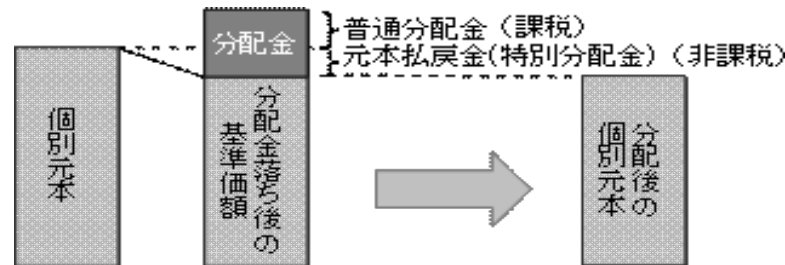 分配金
普通分配金（課税）
元本払戻金(特別分配金)（非課税）
個別元本
分配金落ち後の
基準価額
分配後の
個別元本